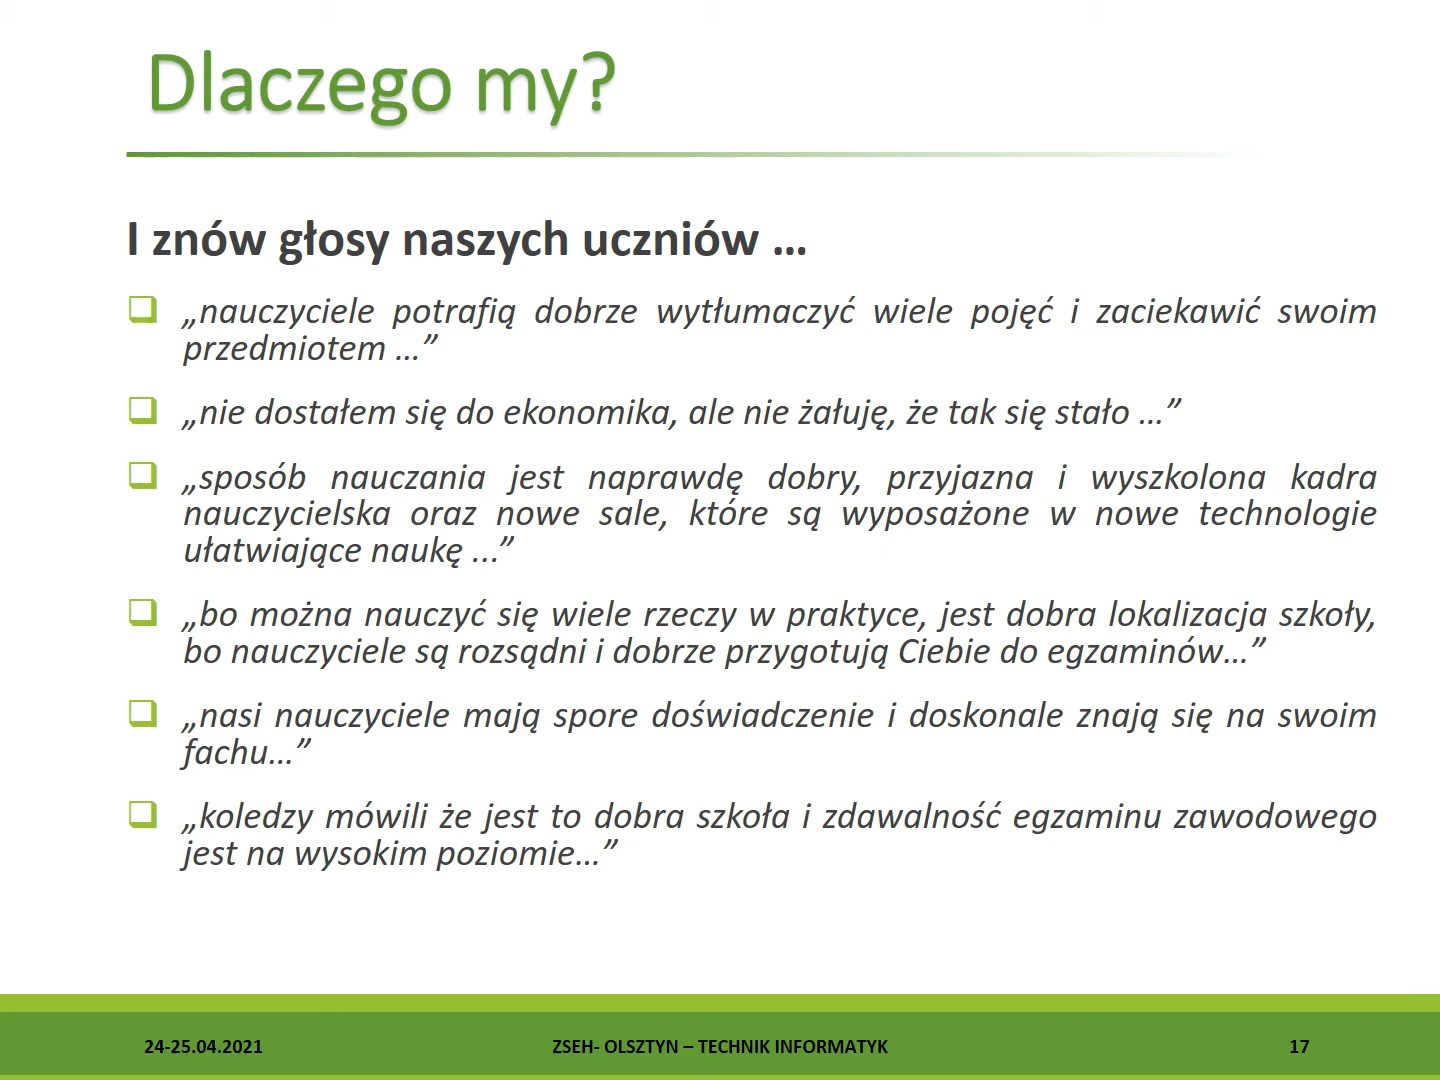 Dlaczego my?
I znów głosy naszych uczniów ...
„nauczyciele potrafią dobrze wytłumaczyć wiele pojęć i zaciekawić swoim
przedmiotem ...”
„nie dostałem się do ekonomika, ale nie żałuję, że tak się stało ...”
„sposób nauczania jest naprawdę dobry, przyjazna i wyszkolona kadra
nauczycielska oraz nowe sale, które są wyposażone w nowe technologie
ułatwiające naukę ...”
„bo można nauczyć się wiele rzeczy w praktyce, jest dobra lokalizacja szkoły,
bo nauczyciele są rozsądni i dobrze przygotują Ciebie do egzaminów...”
„nasi nauczyciele mają spore doświadczenie i doskonale znają się na swoim
fachu...”
„koledzy mówili że jest to dobra szkoła i zdawalność egzaminu zawodowego
jest na wysokim poziomie...”
24-25.04.2021
ZSEH- OLSZTYN – TECHNIK INFORMATYK
17